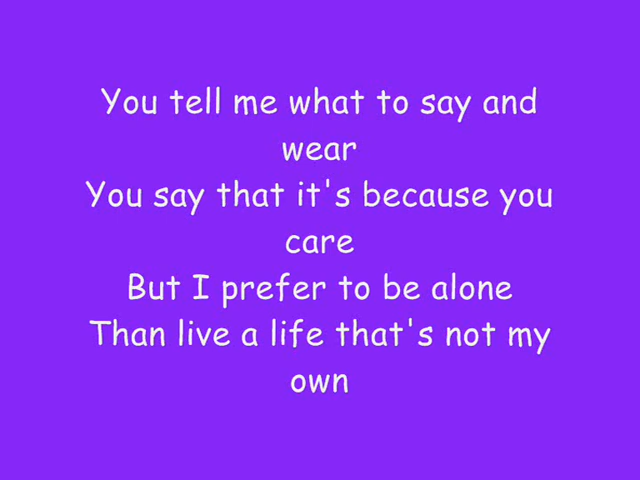 You tell me what to say and
wear
You say that it's because you
care
But I prefer to be alone
Than live a life that's not my
own